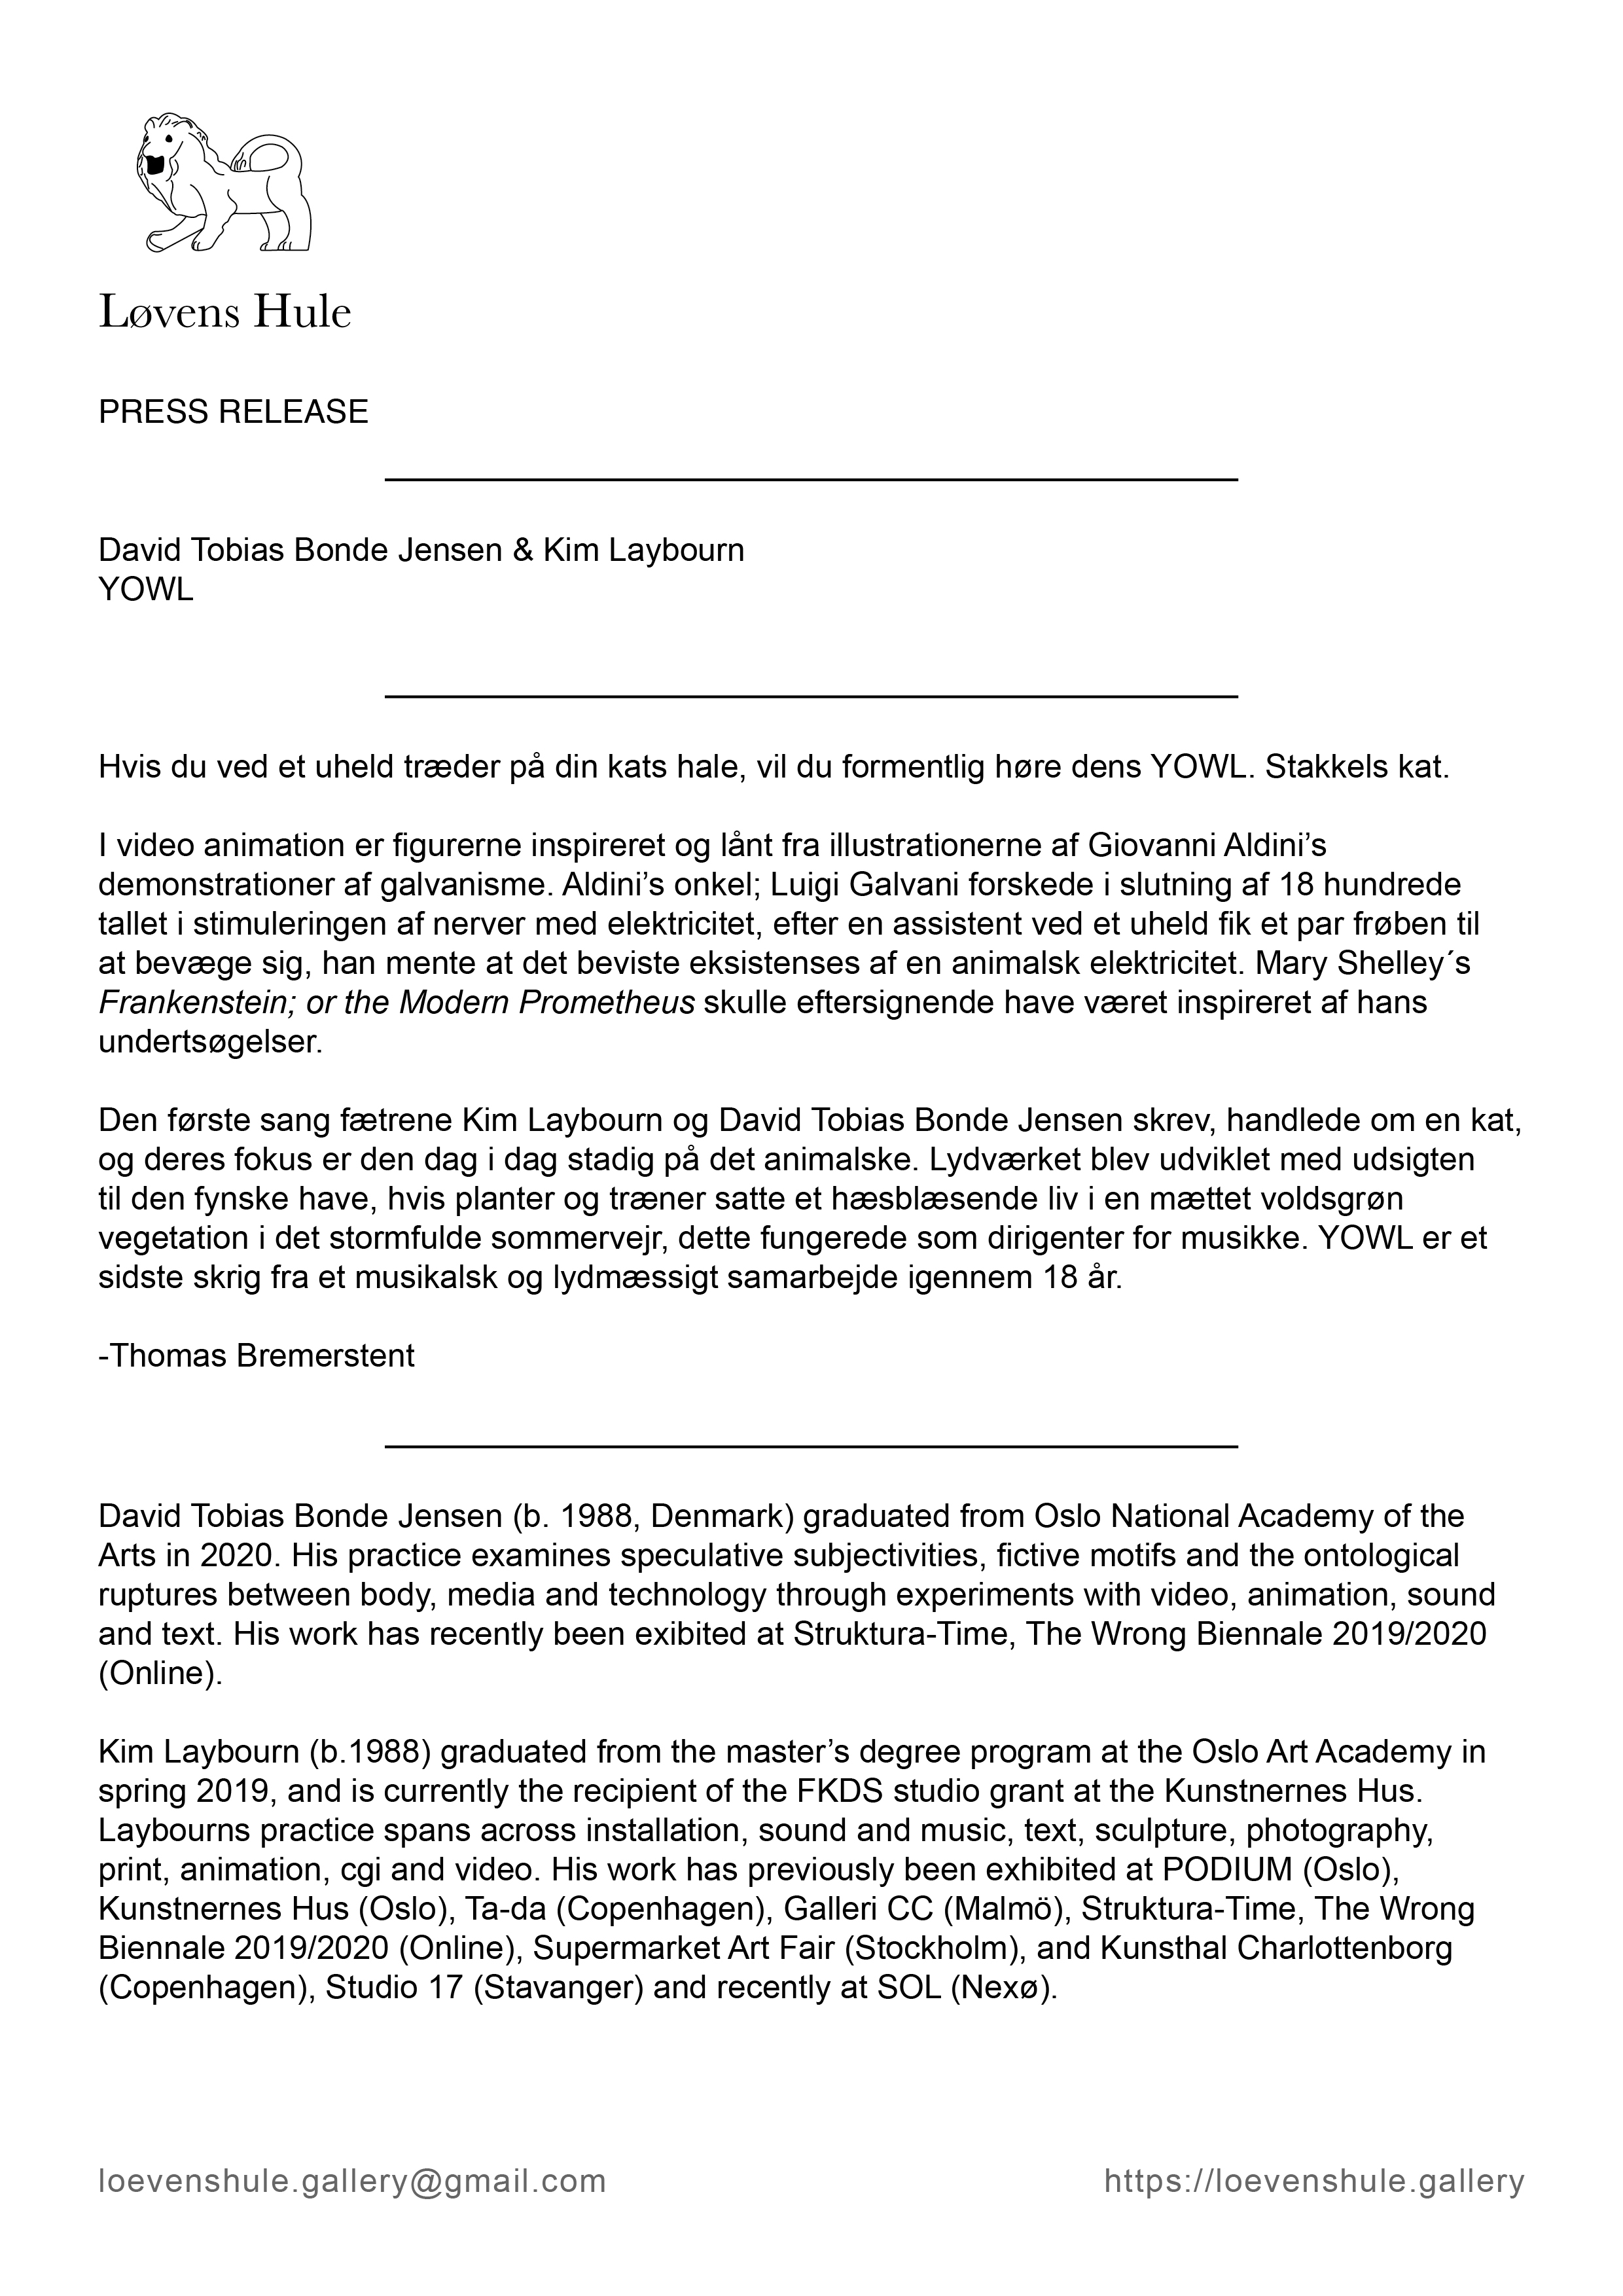 Løvens Hule
PRESS RELEASE
David Tobias Bonde Jensen & Kim Laybourn
YOWL
Hvis du ved et uheld træder på din kats hale, vil du formentlig høre dens YOWL. Stakkels kat.
I video animation er figurerne inspireret og lånt fra illustrationerne af Giovanni Aldini’s
demonstrationer af galvanisme. Aldini’s onkel; Luigi Galvani forskede i slutning af 18 hundrede
tallet i stimuleringen af nerver med elektricitet, efter en assistent ved et uheld fik et par frøben til
at bevæge sig, han mente at det beviste eksistenses af en animalsk elektricitet. Mary Shelley´s
Frankenstein; or the Modern Prometheus skulle eftersignende have været inspireret af hans
undertsøgelser.
Den første sang fætrene Kim Laybourn og David Tobias Bonde Jensen skrev, handlede om en kat,
og deres fokus er den dag i dag stadig på det animalske. Lydværket blev udviklet med udsigten
til den fynske have, hvis planter og træner satte et hæsblæsende liv i en mættet voldsgrøn
vegetation i det stormfulde sommervejr, dette fungerede som dirigenter for musikke. YOWL er et
sidste skrig fra et musikalsk og lydmæssigt samarbejde igennem 18 år.
-Thomas Bremerstent
David Tobias Bonde Jensen (b. 1988, Denmark) graduated from Oslo National Academy of the
Arts in 2020. His practice examines speculative subjectivities, fictive motifs and the ontological
ruptures between body, media and technology through experiments with video, animation, sound
and text. His work has recently been exibited at Struktura-Time, The Wrong Biennale 2019/2020
(Online).
Kim Laybourn (b.1988) graduated from the master’s degree program at the Oslo Art Academy in
spring 2019, and is currently the recipient of the FKDS studio grant at the Kunstnernes Hus.
Laybourns practice spans across installation, sound and music, text, sculpture, photography,
print, animation, cgi and video. His work has previously been exhibited at PODIUM (Oslo),
Kunstnernes Hus (Oslo), Ta-da (Copenhagen), Galleri CC (Malmö), Struktura-Time, The Wrong
Biennale 2019/2020 (Online), Supermarket Art Fair (Stockholm), and Kunsthal Charlottenborg
(Copenhagen), Studio 17 (Stavanger) and recently at SOL (Nexø).
loevenshule.gallery@gmail.com
https://loevenshule.gallery